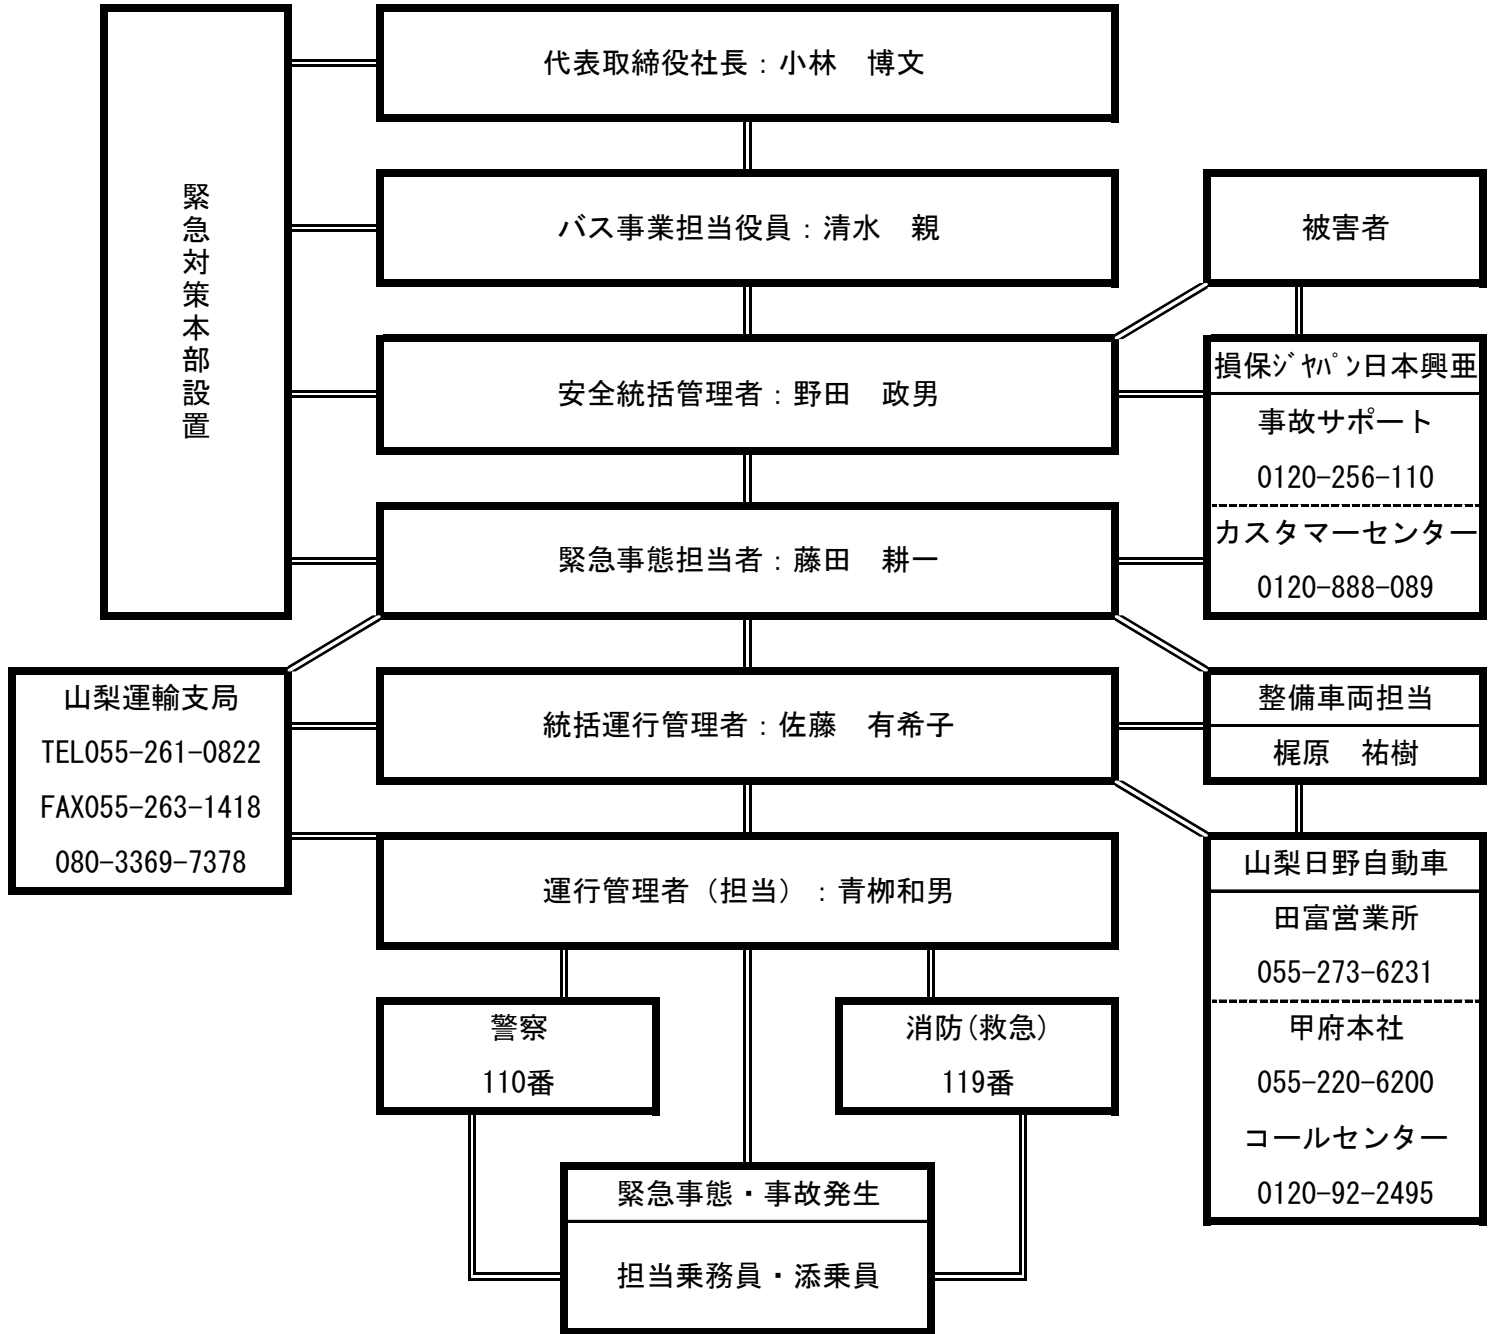 緊急対策本部設置
代表取締役社長：小林　博文
バス事業担当役員：清水　親
被害者
安全統括管理者：野田　政男
損保ｼﾞｬﾊﾟﾝ日本興亜
事故サポート
0120-256-110
カスタマーセンター
0120-888-089
緊急事態担当者：藤田　耕一
山梨運輸支局
TEL055-261-0822
FAX055-263-1418
080-3369-7378
統括運行管理者：佐藤　有希子
整備車両担当
梶原　祐樹
運行管理者（担当）：青栁和男
山梨日野自動車
田富営業所
055-273-6231
甲府本社
055-220-6200
コールセンター
0120-92-2495
警察
110番
消防(救急)
119番
緊急事態・事故発生
担当乗務員・添乗員